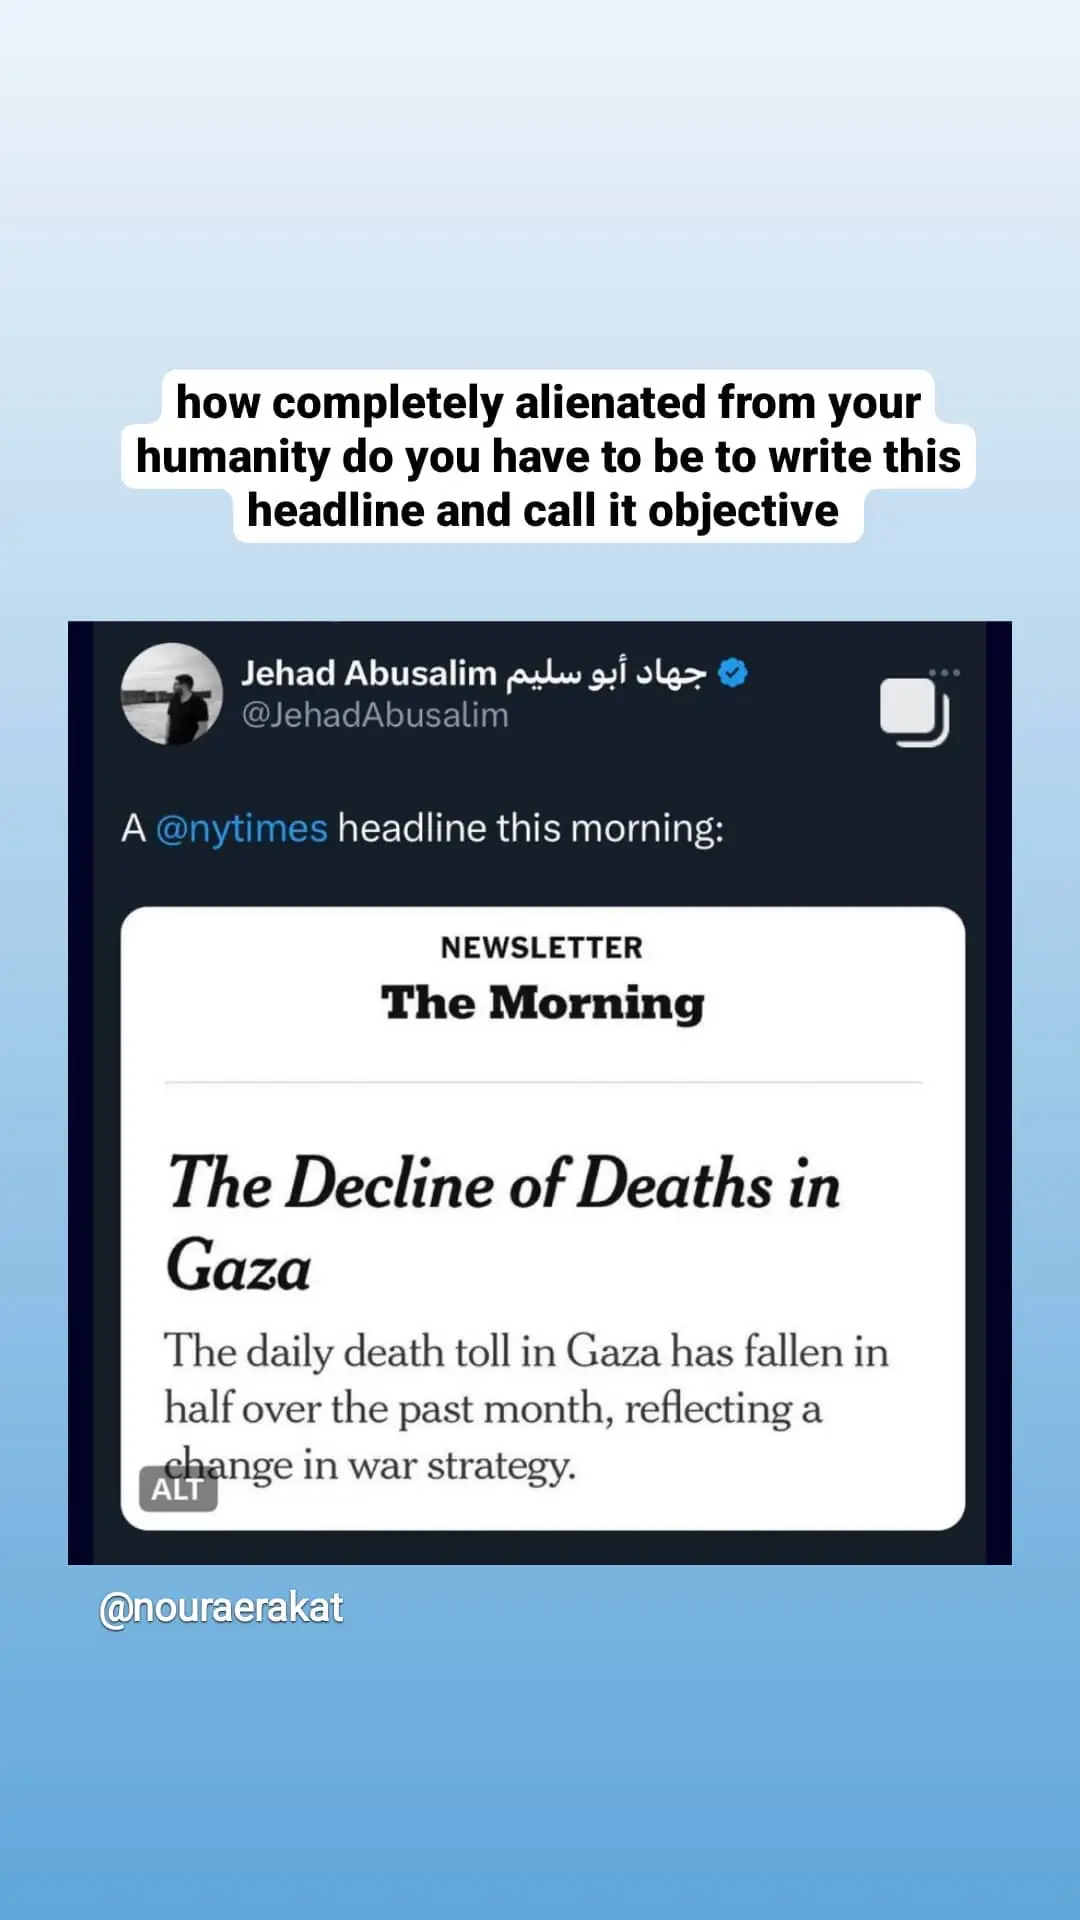 how completely alienated from your
humanity do you have to be to write this
headline and call it objective
Jehad Abusalim جهاد أبو سليم
@JehadAbusalim
A @nytimes headline this morning:
NEWSLETTER
The Morning
The Decline of Deaths in
Gaza
The daily death toll in Gaza has fallen in
half over the past month, reflecting a
change in war strategy.
ALT
@nouraerakat